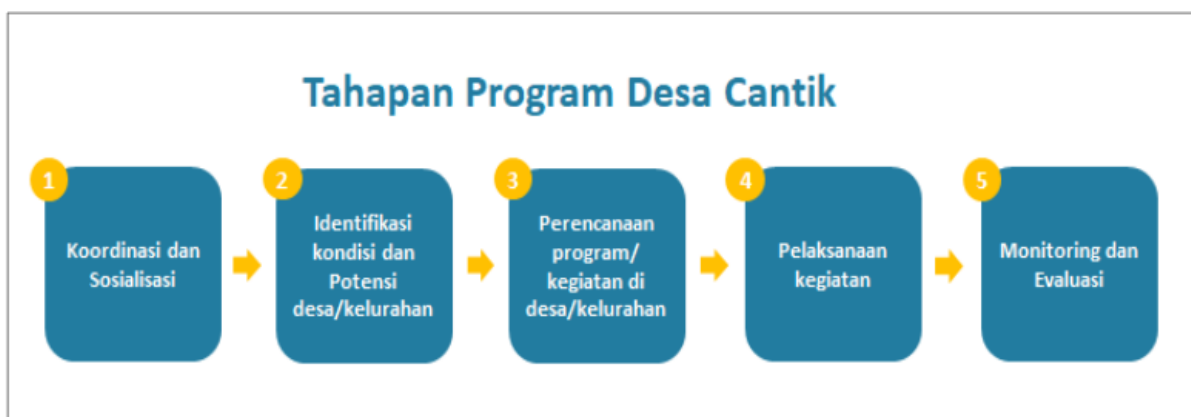 Tahapan Program Desa Cantik
1
Koordinasi dan
Sosialisasi
2
Identifikasi
kondisi dan
Potensi
desa/kelurahan
3
Perencanaan
program/
kegiatan di
desa/kelurahan
4
Pelaksanaan
kegiatan
5
Monitoring dan
Evaluasi